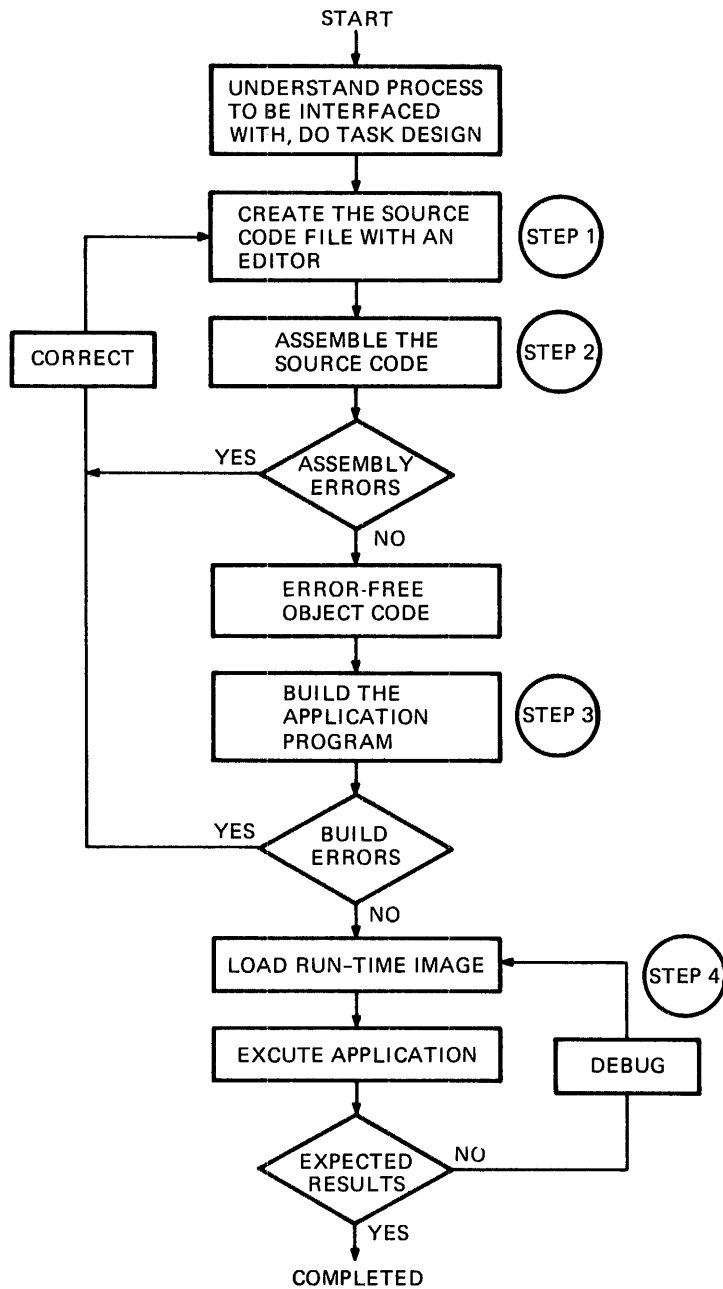 START
UNDERSTAND PROCESS
TO BE INTERFACED
WITH, DO TASK DESIGN
CREATE THE SOURCE
CODE FILE WITH AN
EDITOR
STEP 1
CORRECT
ASSEMBLE THE
SOURCE CODE
STEP 2
YES
ASSEMBLY
ERRORS
NO
ERROR-FREE
OBJECT CODE
BUILD THE
APPLICATION
PROGRAM
STEP 3
YES
BUILD
ERRORS
NO
LOAD RUN-TIME IMAGE
STEP 4
EXCUTE APPLICATION
DEBUG
EXPECTED
RESULTS
NO
YES
COMPLETED